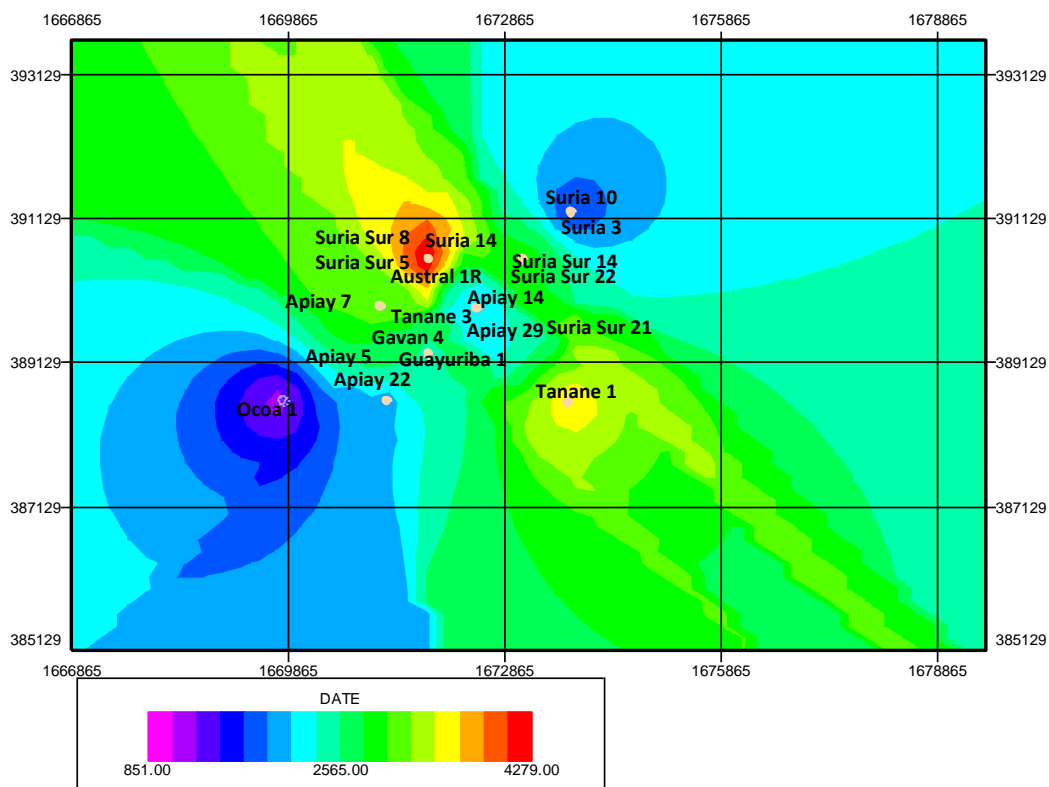 1666865 1669865 1672865 1675865 1678865
393129 393129
Suria 10
391129 391129
Suria 3
Suria Sur 8 Suria 14
Suria Sur 5 Suria Sur 14
Austral 1R Suria Sur 22
Apiay 7 Apiay 14
Tanane 3
Gavan 4 Apiay 29 Suria Sur 21
389129 Apiay 5 Guayuriba 1 389129
Apiay 22
Tanane 1
Ocoa 1
387129 387129
385129 385129
1666865 1669865 1672865 1675865 1678865
DATE
851.00 2565.00 4279.00